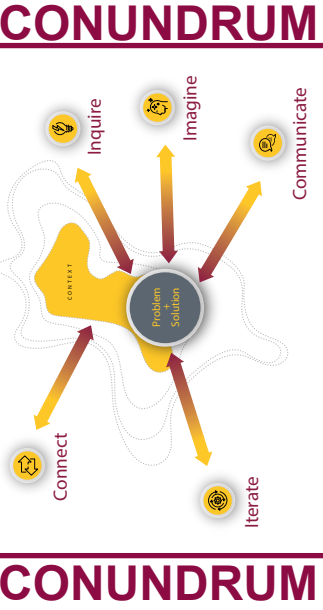 CONUNDRUM
Inquire
Imagine
Communicate
CONTEXT
Problem
+
Solution
Connect
Iterate
CONUNDRUM